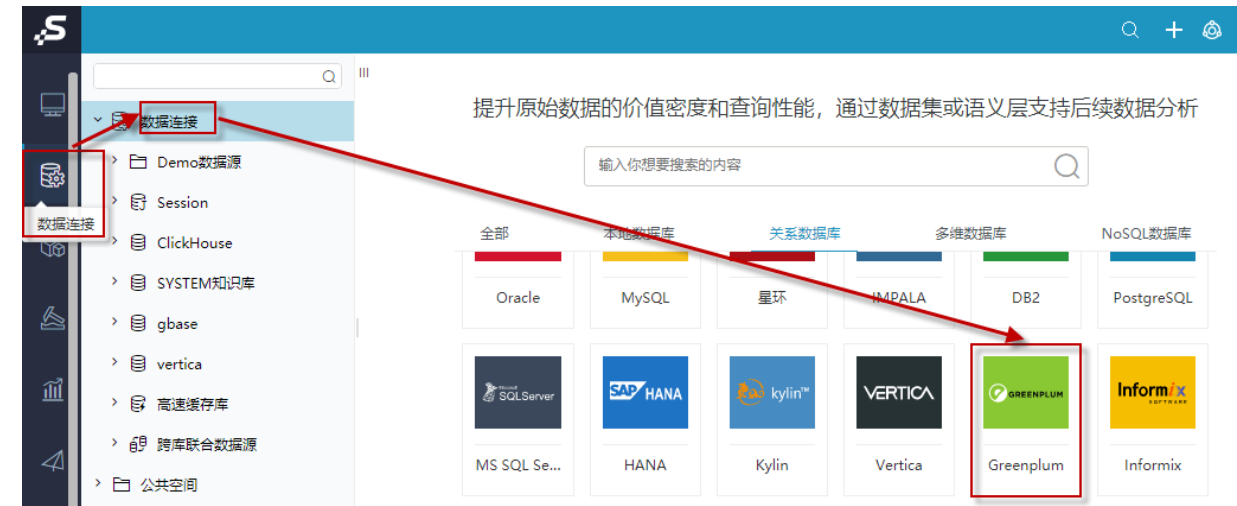 S
提升原始数据的价值密度和查询性能，通过数据集或语义层支持后续数据分析
输入你想要搜索的内容
数据连接
Demo数据源
Session
ClickHouse
SYSTEM知识库
gbase
vertica
高速缓存库
跨库联合数据源
公共空间
数据连接
全部 本地数据库 关系数据库 多维数据库 NoSQL数据库
Oracle MySQL 星环 IMPALA DB2 PostgreSQL
Microsoft
SQLServer SAP HANA kylin™ VERTICA GREENPLUM Informix
SOFTWARE
MS SQL Se... HANA Kylin Vertica Greenplum Informix